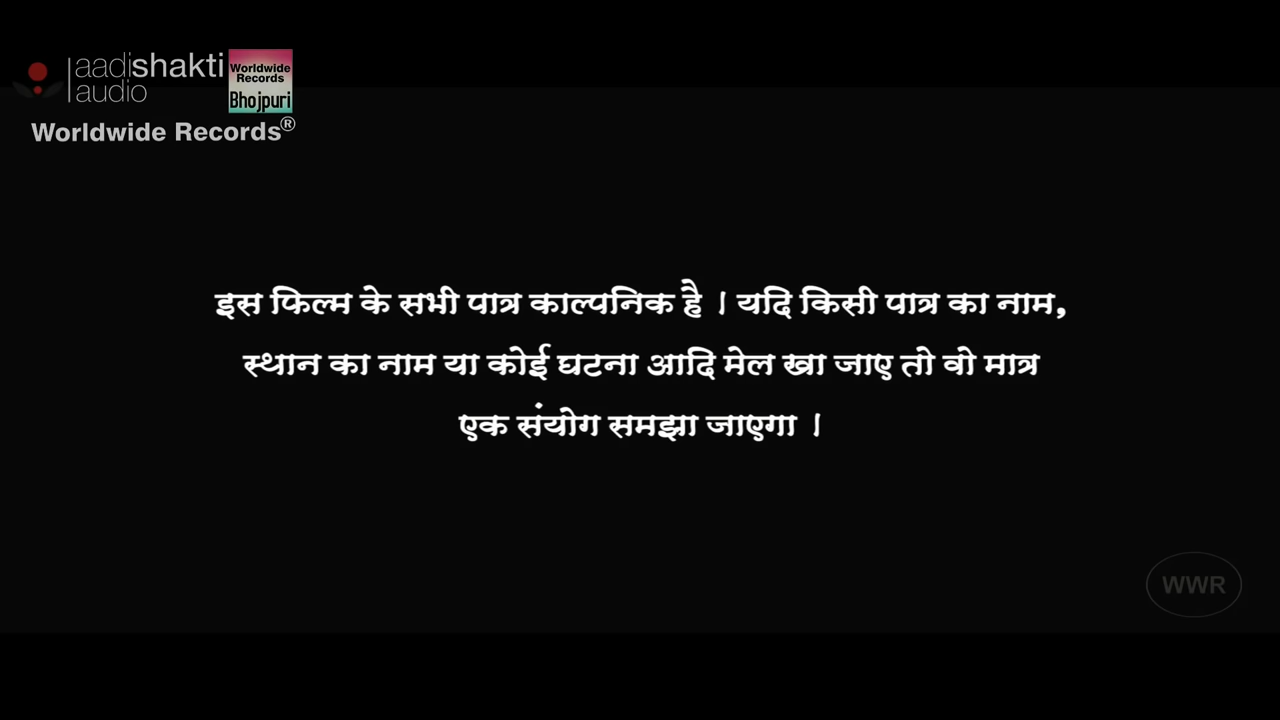 aadishakti
audio
Worldwide
Records
Bhojpuri
Worldwide Records®
इस फिल्म के सभी पात्र काल्पनिक है । यदि किसी पात्र का नाम,
स्थान का नाम या कोई घटना आदि मेल खा जाए तो वो मात्र
एक संयोग समझा जाएगा ।
WWR